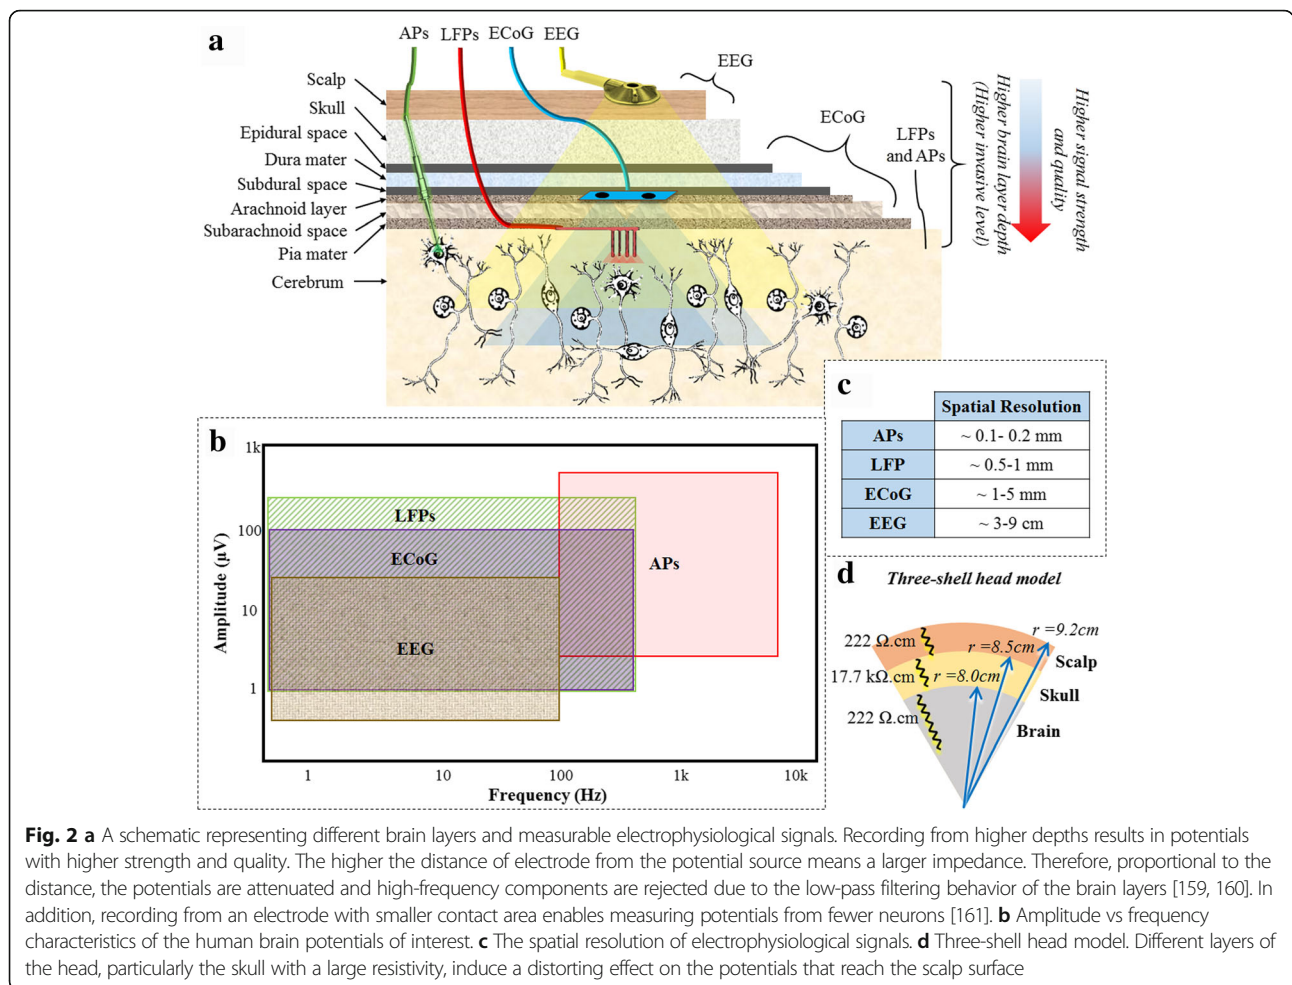 a
APs LFPs ECoG EEG
EEG
ECoG
LFPs
and APs
Higher brain layer depth
(Higher invasive level)
Higher signal strength
and quality
Scalp
Skull
Epidural space
Dura mater
Subdural space
Arachnoid layer
Subarachnoid space
Pia mater
Cerebrum
b
1k
100
10
1
Amplitude (µV)
LFPs
ECoG
EEG
APs
1 10 100 1k 10k
Frequency (Hz)
c
Spatial Resolution
APs ~ 0.1- 0.2 mm
LFP ~ 0.5-1 mm
ECoG ~ 1-5 mm
EEG ~ 3-9 cm
d
Three-shell head model
r =9.2cm
222 Ω.cm
r =8.5cm
Scalp
17.7 kΩ.cm
r =8.0cm
Skull
222 Ω.cm
Brain
Fig. 2 a A schematic representing different brain layers and measurable electrophysiological signals. Recording from higher depths results in potentials
with higher strength and quality. The higher the distance of electrode from the potential source means a larger impedance. Therefore, proportional to the
distance, the potentials are attenuated and high-frequency components are rejected due to the low-pass filtering behavior of the brain layers [159, 160]. In
addition, recording from an electrode with smaller contact area enables measuring potentials from fewer neurons [161]. b Amplitude vs frequency
characteristics of the human brain potentials of interest. c The spatial resolution of electrophysiological signals. d Three-shell head model. Different layers of
the head, particularly the skull with a large resistivity, induce a distorting effect on the potentials that reach the scalp surface